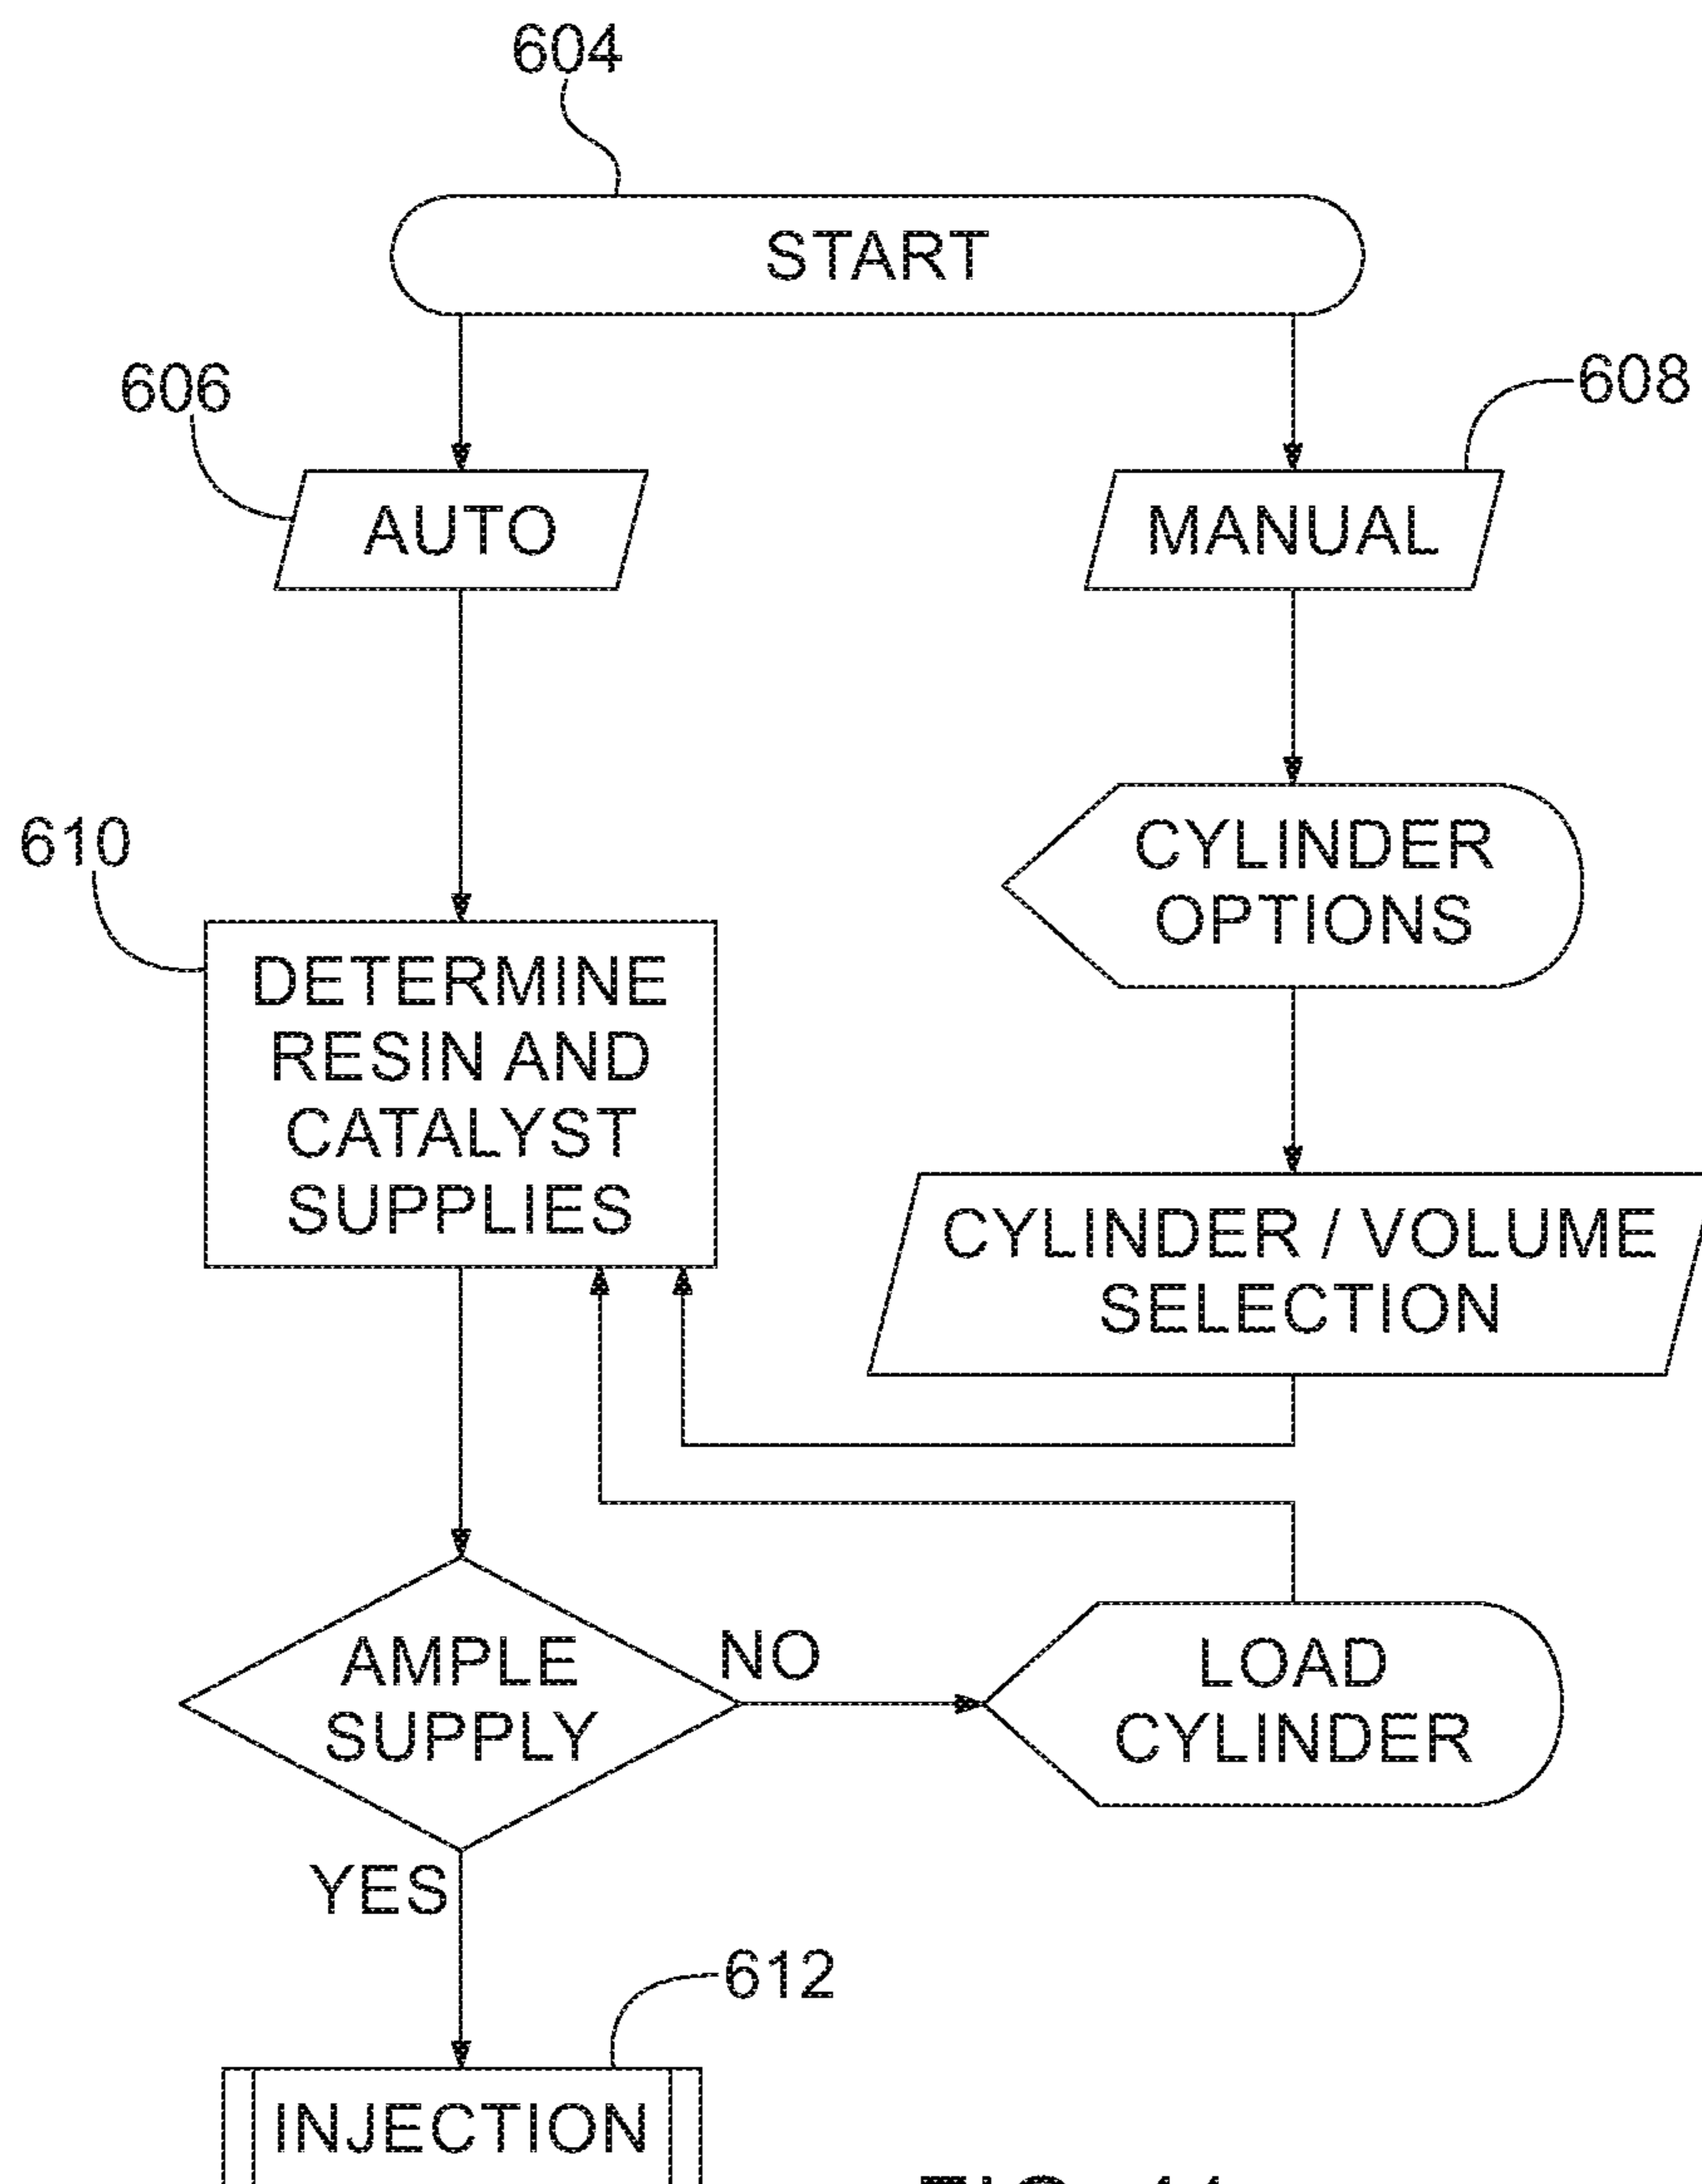 604
START
606
608
AUTO
MANUAL
610
CYLINDER
OPTIONS
DETERMINE
RESIN AND
CATALYST
SUPPLIES
CYLINDER / VOLUME
SELECTION
AMPLE
SUPPLY
NO
LOAD
CYLINDER
YES
612
INJECTION